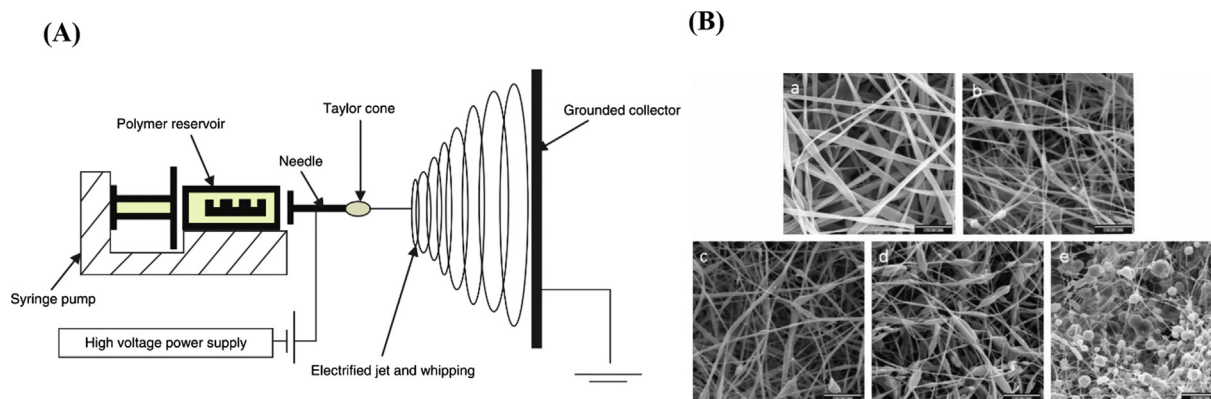 (A)
(B)
Taylor cone
Grounded collector
Polymer reservoir
Needle
Syringe pump
High voltage power supply
Electrified jet and whipping
a
b
c
d
e